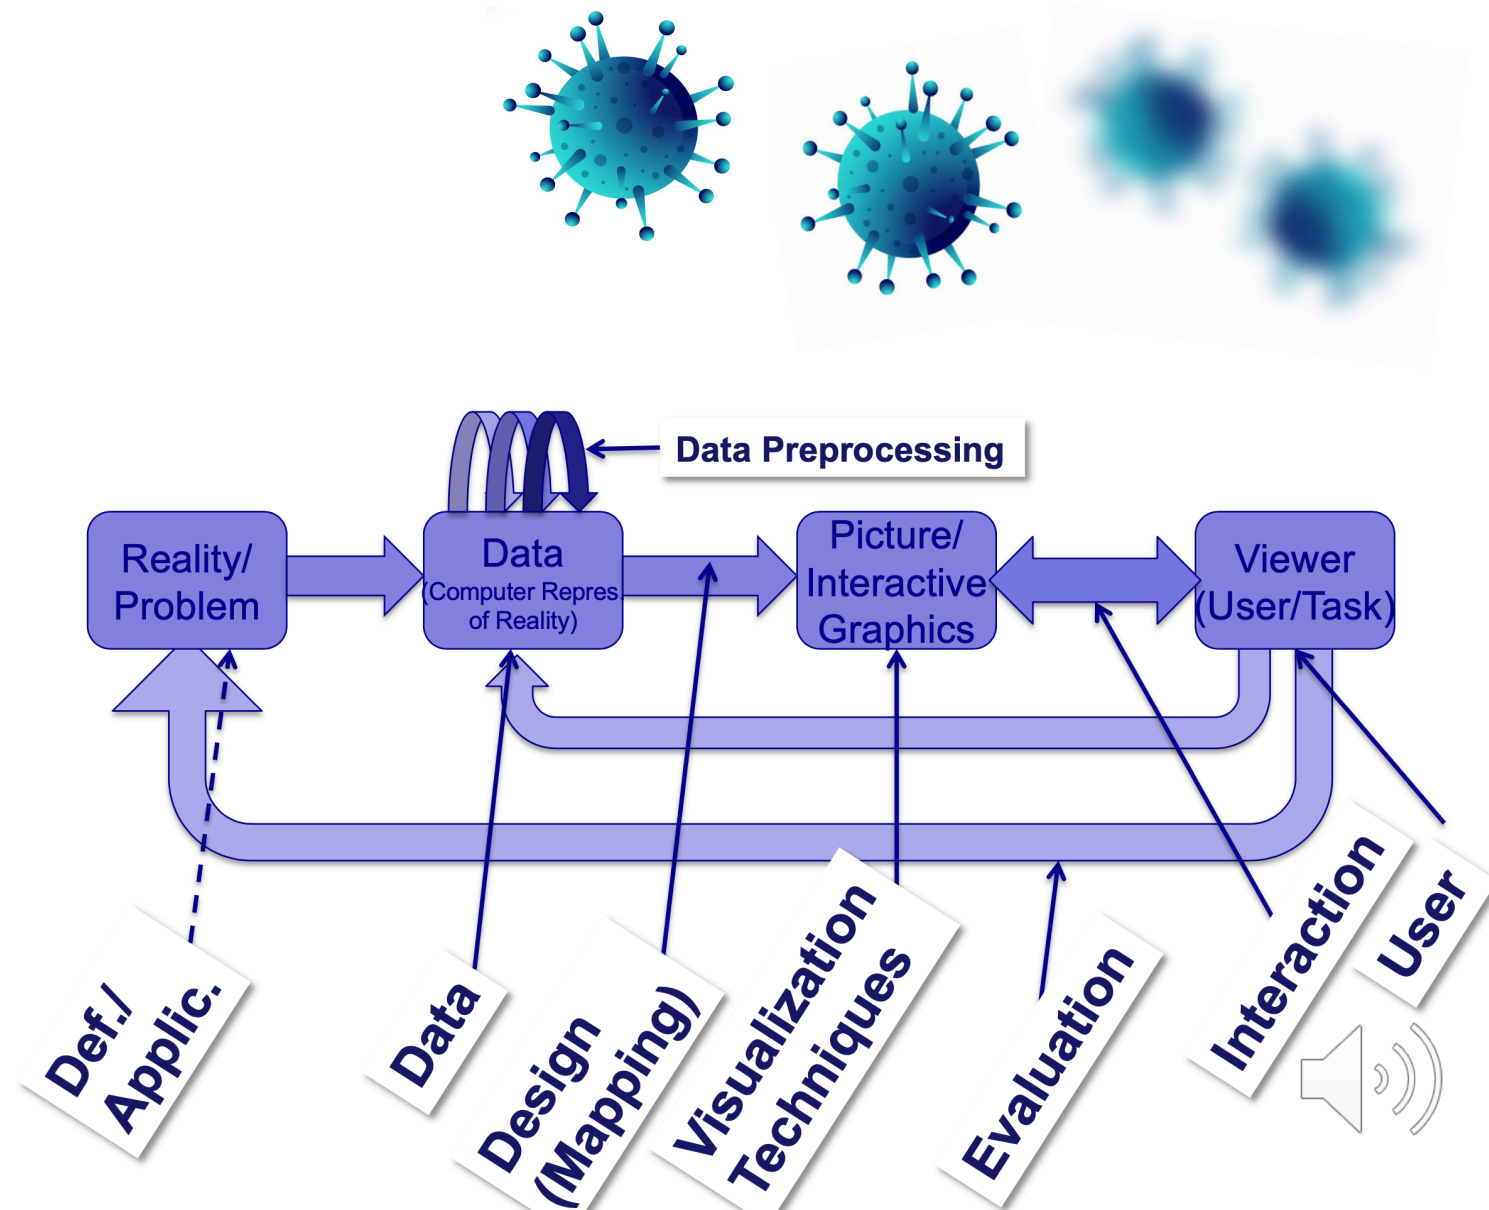 Data Preprocessing
Reality/
Problem
Data
(Computer Repres.
of Reality)
Picture/
Interactive
Graphics
Viewer
(User/Task)
Def./
Applic.
Data
Design
(Mapping)
Visualization
Techniques
Evaluation
Interaction
User